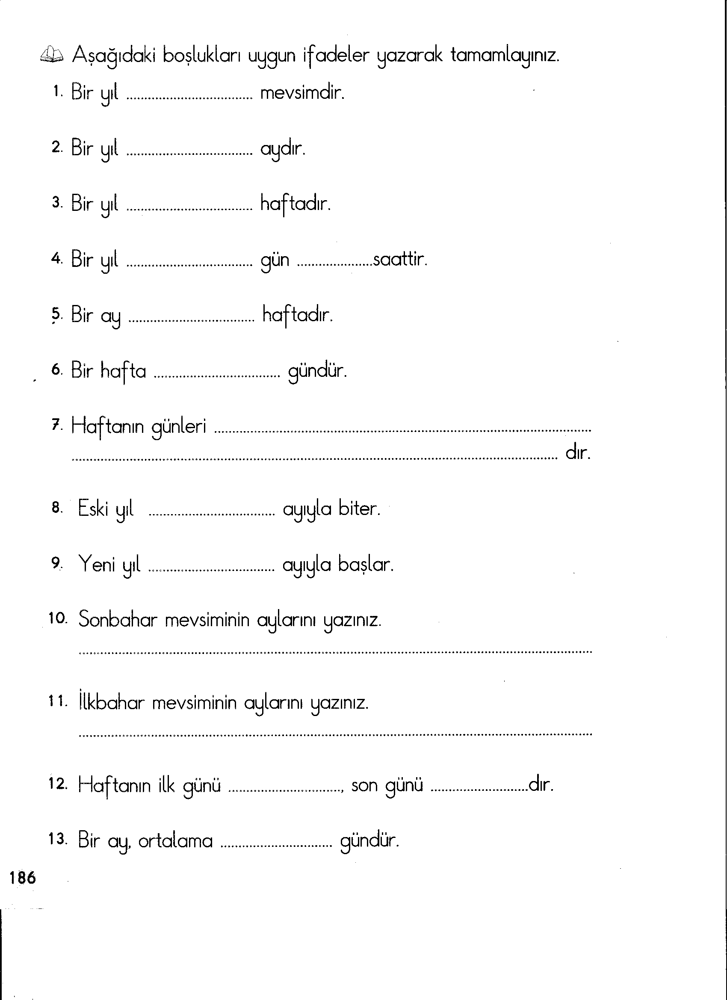 Aşağıdaki boşlukları uygun ifadeler yazarak tamamlayınız.
1. Bir yıl .................................. mevsimdir.
2. Bir yıl .................................. aydır.
3. Bir yıl .................................. haftadır.
4. Bir yıl .................................. gün ....................saattir.
5. Bir ay .................................. haftadır.
6. Bir hafta .................................. gündür.
7. Haftanın günleri ..........................................................................................................
.................................................................................................................................... dır.
8. Eski yıl .................................. ayıyla biter.
9. Yeni yıl .................................. ayıyla başlar.
10. Sonbahar mevsiminin aylarını yazınız.
............................................................................................................................................
11. İlkbahar mevsiminin aylarını yazınız.
............................................................................................................................................
12. Haftanın ilk günü .............................., son günü ..........................dır.
13. Bir ay, ortalama .............................. gündür.
186